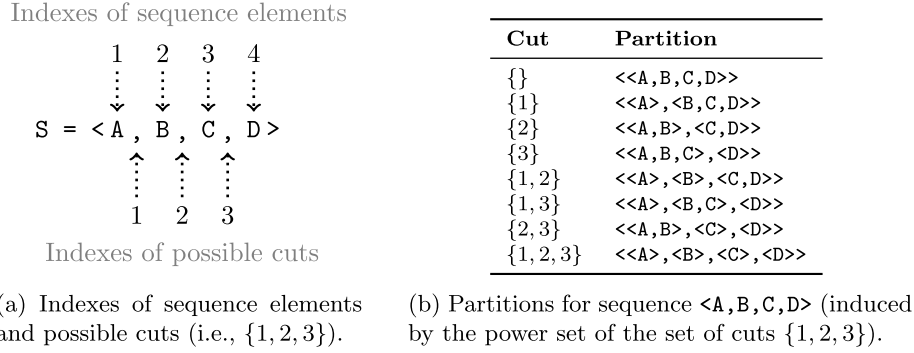 Indexes of sequence elements
1 2 3 4
S = <A, B, C, D>
1 2 3
Indexes of possible cuts
(a) Indexes of sequence elements
and possible cuts (i.e., {1, 2, 3}).
Cut Partition
{} <<A,B,C,D>>
{1} <<A>,<B,C,D>>
{2} <<A,B>,<C,D>>
{3} <<A,B,C>,<D>>
{1, 2} <<A>,<B>,<C,D>>
{1, 3} <<A>,<B,C>,<D>>
{2, 3} <<A,B>,<C>,<D>>
{1, 2, 3} <<A>,<B>,<C>,<D>>
(b) Partitions for sequence <A,B,C,D> (induced
by the power set of the set of cuts {1, 2, 3}).